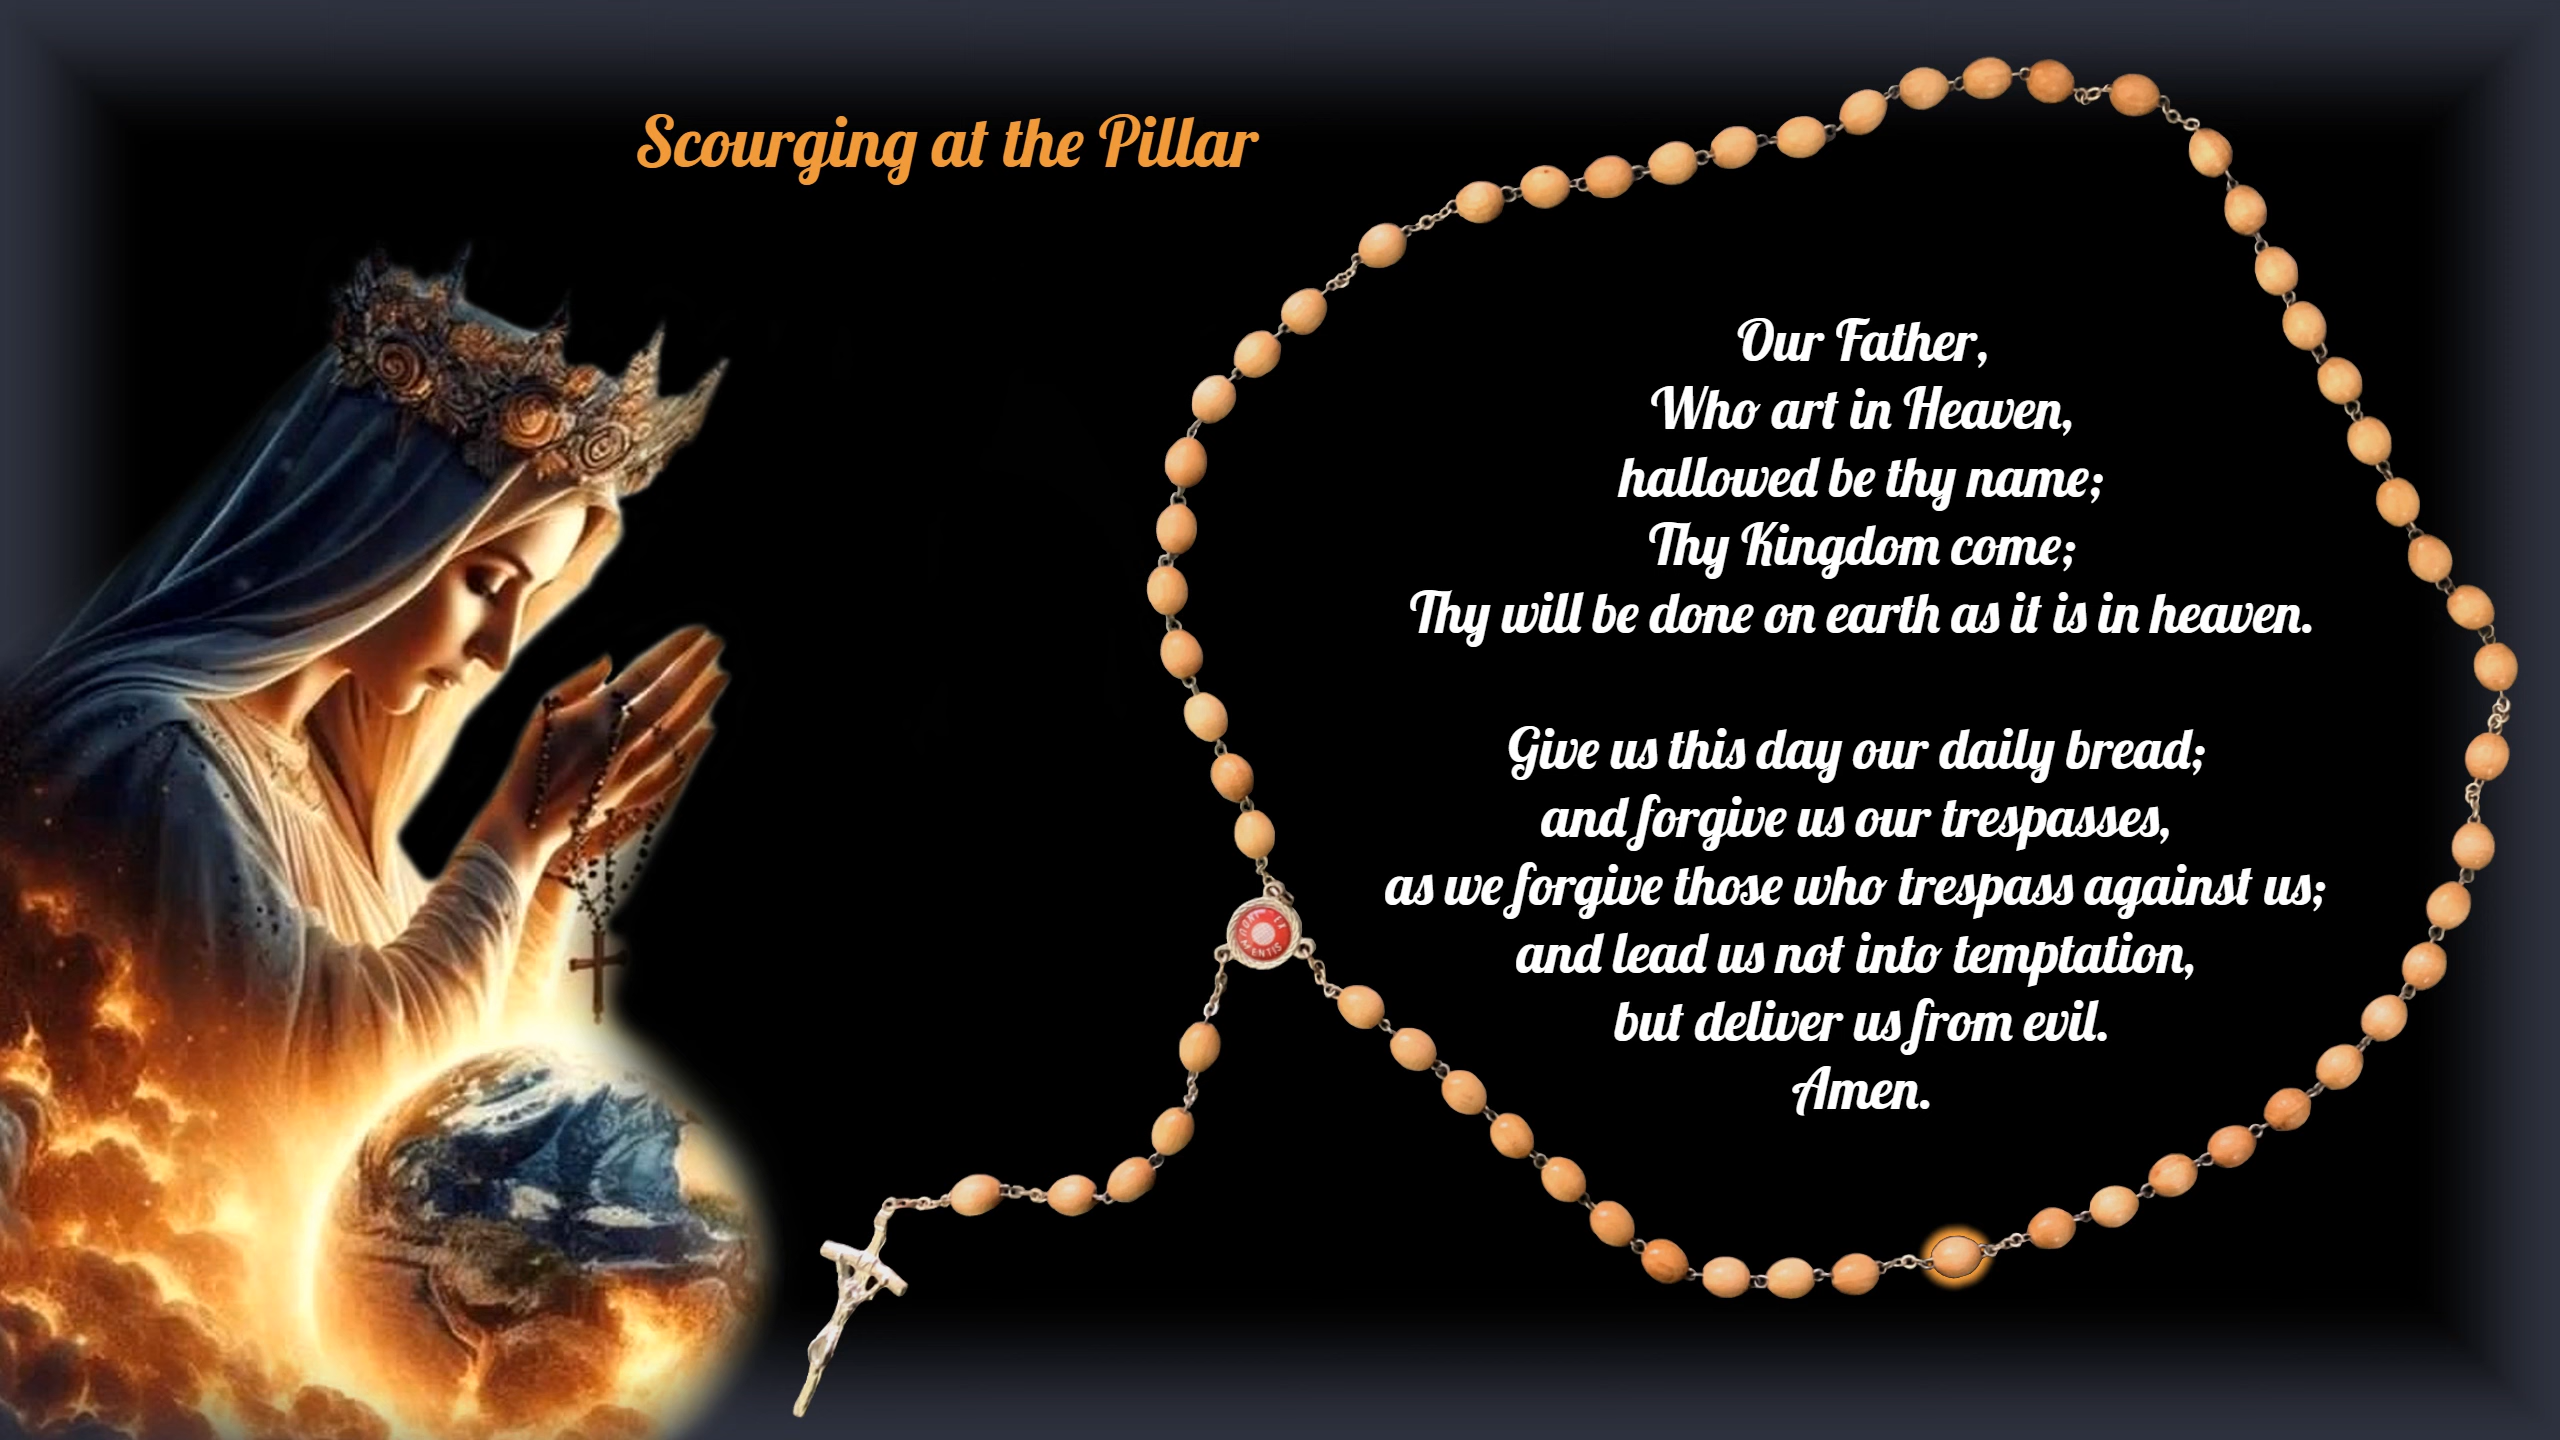 Scourging at the Pillar
Our Father,
Who art in Heaven,
hallowed be thy name;
Thy Kingdom come;
Thy will be done on earth as it is in heaven.
Give us this day our daily bread;
and forgive us our trespasses,
as we forgive those who trespass against us;
and lead us not into temptation,
but deliver us from evil.
Amen.